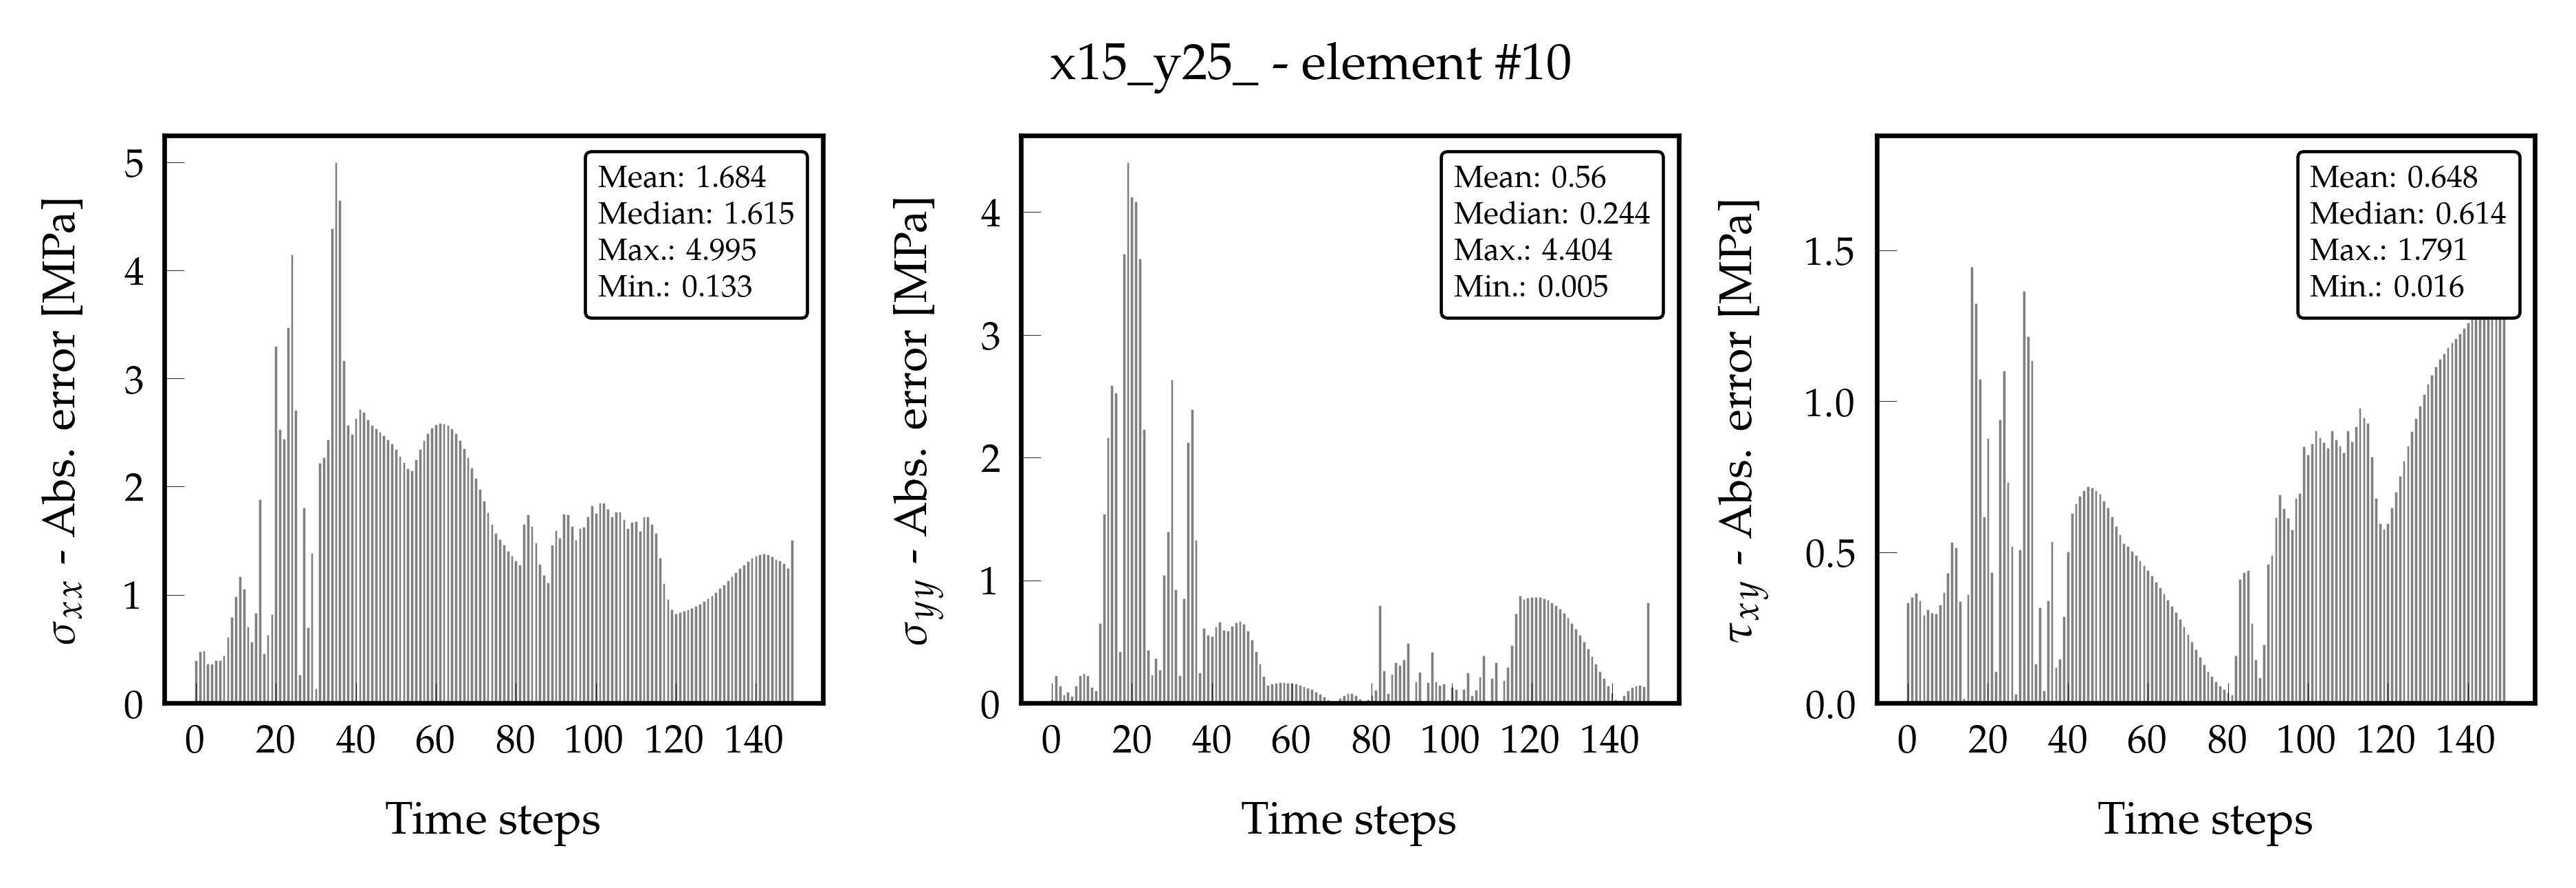 x15_y25_ - element #10
σxx - Abs. error [MPa]
5
4
3
2
1
0
Mean: 1.684
Median: 1.615
Max.: 4.995
Min.: 0.133
0 20 40 60 80 100 120 140
Time steps
σyy - Abs. error [MPa]
4
3
2
1
0
Mean: 0.56
Median: 0.244
Max.: 4.404
Min.: 0.005
0 20 40 60 80 100 120 140
Time steps
τxy - Abs. error [MPa]
1.5
1.0
0.5
0.0
Mean: 0.648
Median: 0.614
Max.: 1.791
Min.: 0.016
0 20 40 60 80 100 120 140
Time steps